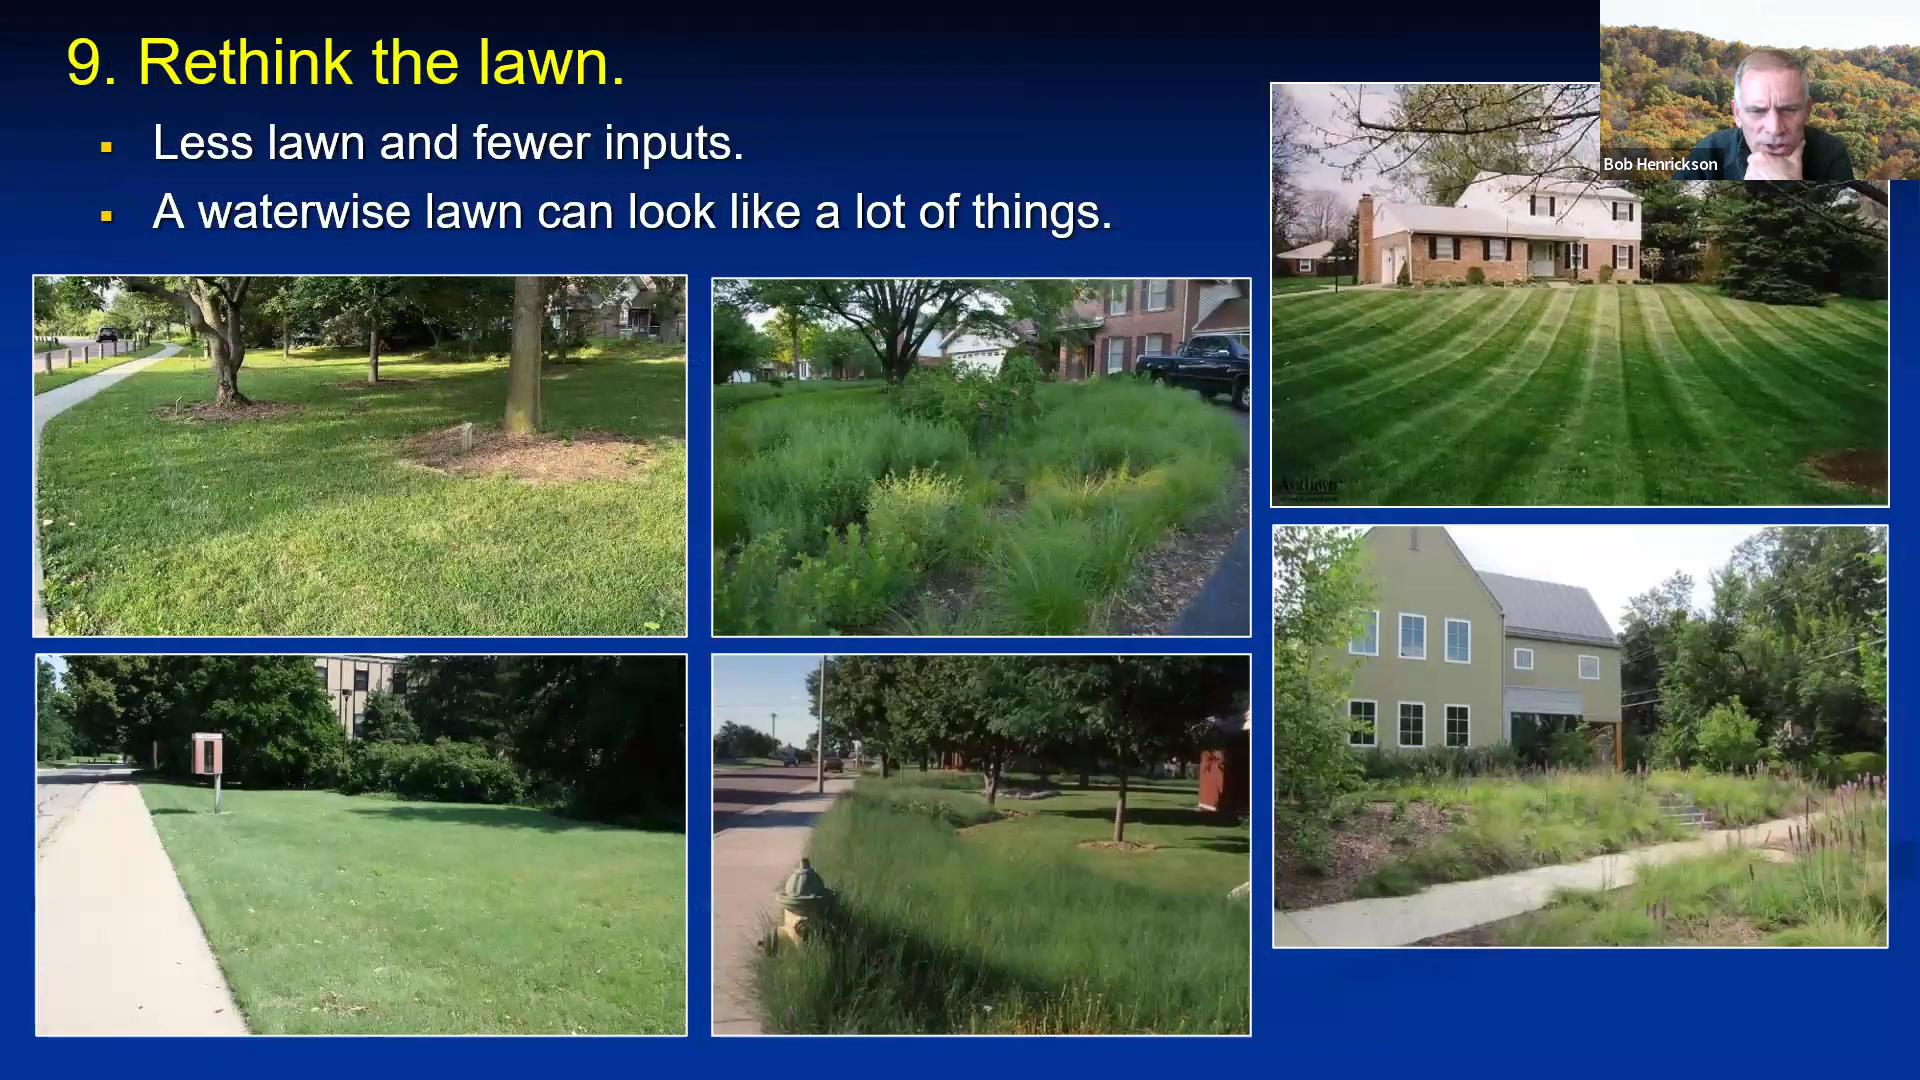 9. Rethink the lawn.
Less lawn and fewer inputs.
A waterwise lawn can look like a lot of things.
Bob Henrickson